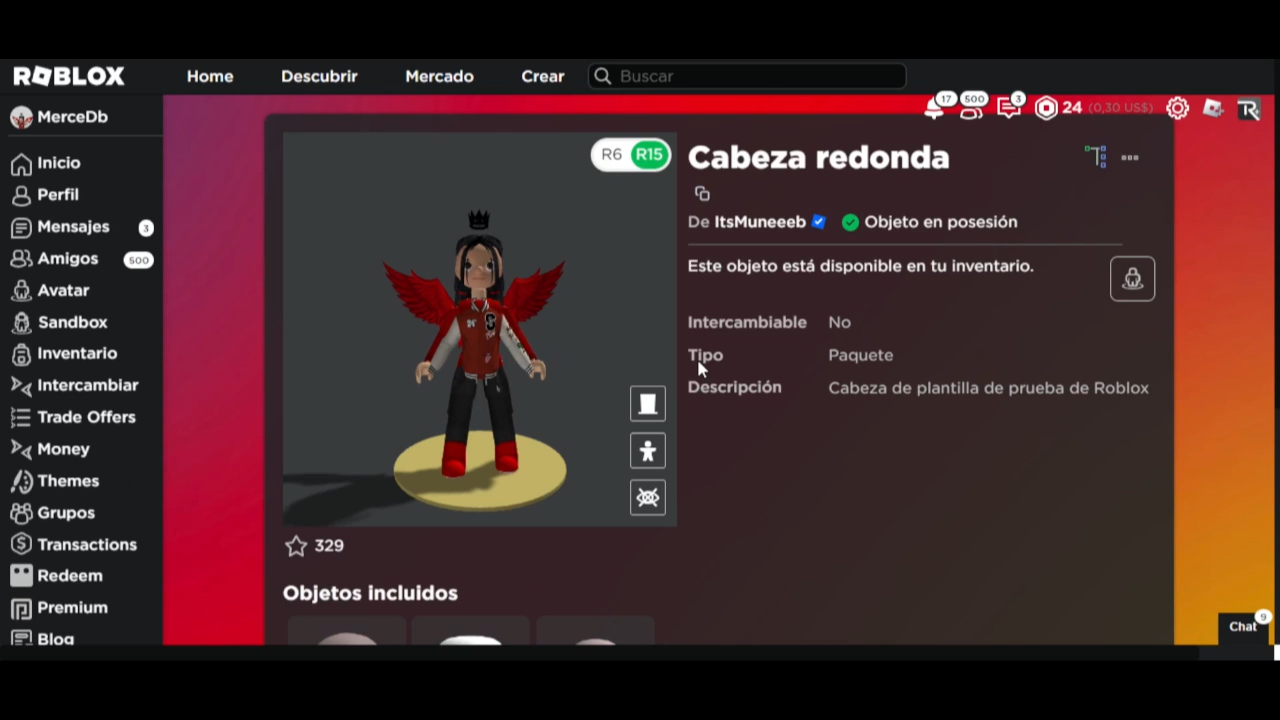 ROBLOX
Home
Descubrir
Mercado
Crear
Buscar
MerceDb
17
500
3
24
(0,30 US$)
Inicio
Perfil
Mensajes
3
Amigos
500
Avatar
Sandbox
Inventario
Intercambiar
Trade Offers
Money
Themes
Grupos
Transactions
Redeem
Premium
Blog
R6
R15
Cabeza redonda
De ItsMuneeeb
Objeto en posesión
Este objeto está disponible en tu inventario.
Intercambiable
No
Tipo
Paquete
Descripción
Cabeza de plantilla de prueba de Roblox
329
Objetos incluidos
Chat
9